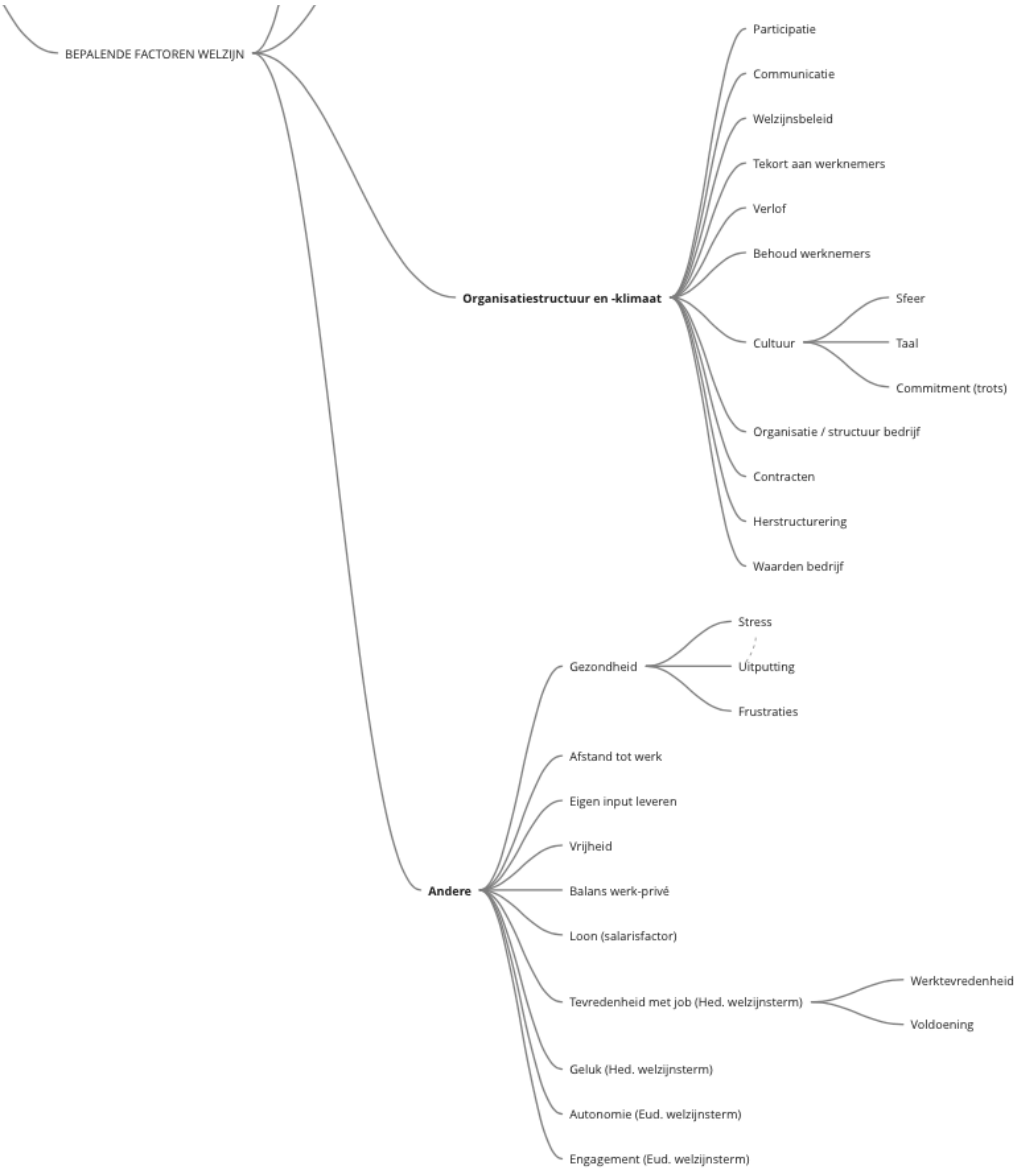 BEPALENDE FACTOREN WELZIJN
Organisatiestructuur en -klimaat
Participatie
Communicatie
Welzijnsbeleid
Tekort aan werknemers
Verlof
Behoud werknemers
Cultuur
Sfeer
Taal
Commitment (trots)
Organisatie / structuur bedrijf
Contracten
Herstructurering
Waarden bedrijf
Andere
Gezondheid
Stress
Uitputting
Frustraties
Afstand tot werk
Eigen input leveren
Vrijheid
Balans werk-privé
Loon (salarisfactor)
Tevredenheid met job (Hed. welzijnsterm)
Werktevredenheid
Voldoening
Geluk (Hed. welzijnsterm)
Autonomie (Eud. welzijnsterm)
Engagement (Eud. welzijnsterm)